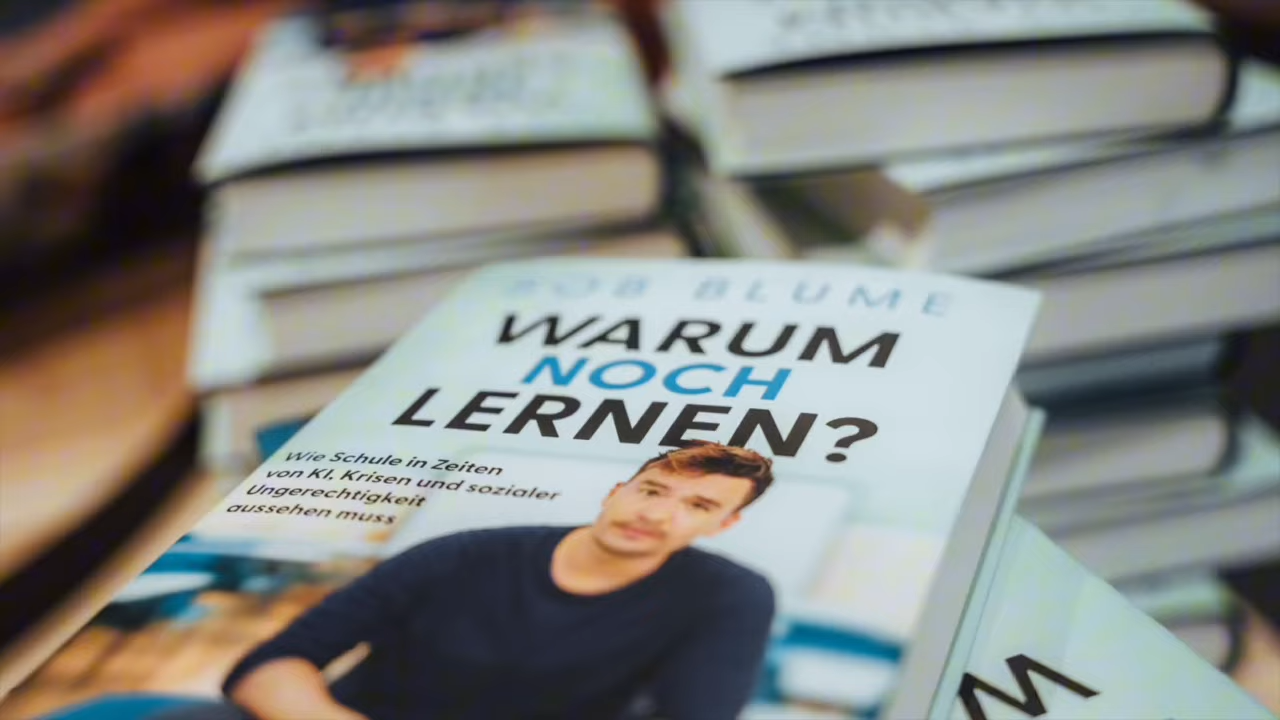 BOB BLUME
WARUM
NOCH
LERNEN?
Wie Schule in Zeiten
von KI, Krisen und sozialer
Ungerechtigkeit
aussehen muss
M